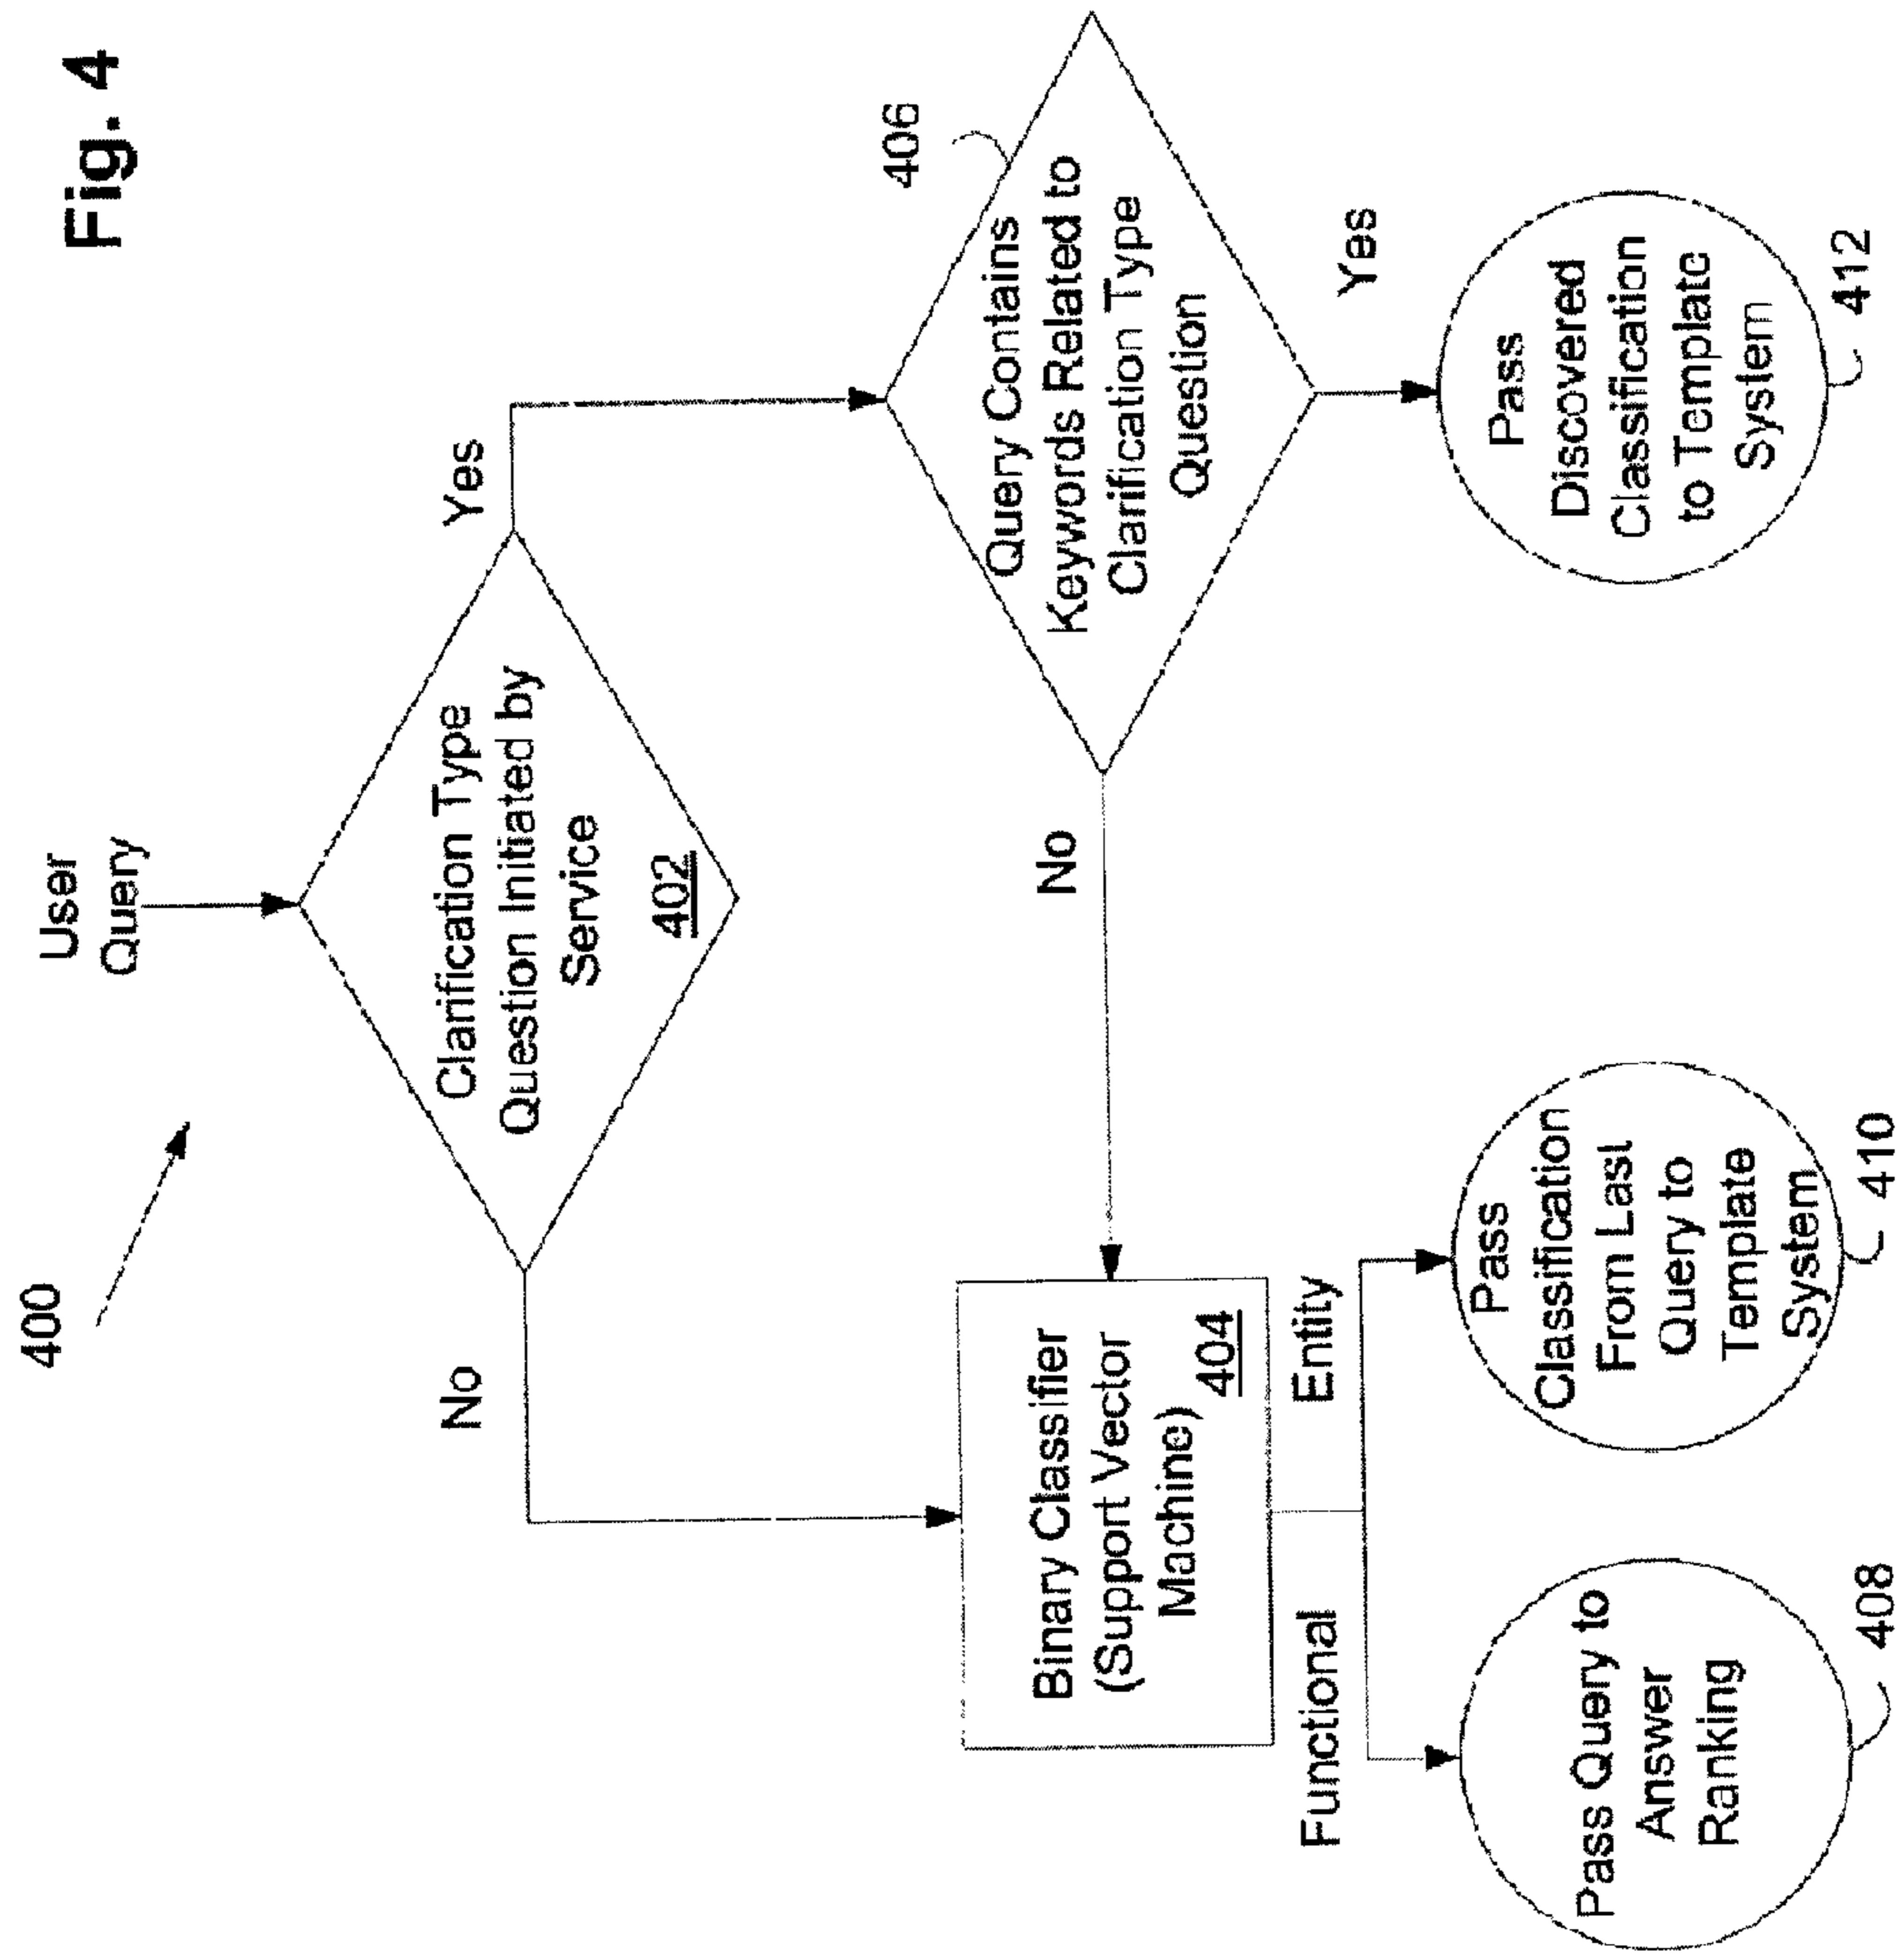 Fig. 4
400
User
Query
Clarification Type
Question Initiated by
Service
402
No
Yes
406
Query Contains
Keywords Related to
Clarification Type
Question
No
Yes
Binary Classifier
(Support Vector
Machine)
404
Functional
Entity
Pass Query to
Answer
Ranking
408
Pass
Classification
From Last
Query to
Template
System
410
Pass
Discovered
Classification
to Template
System
412